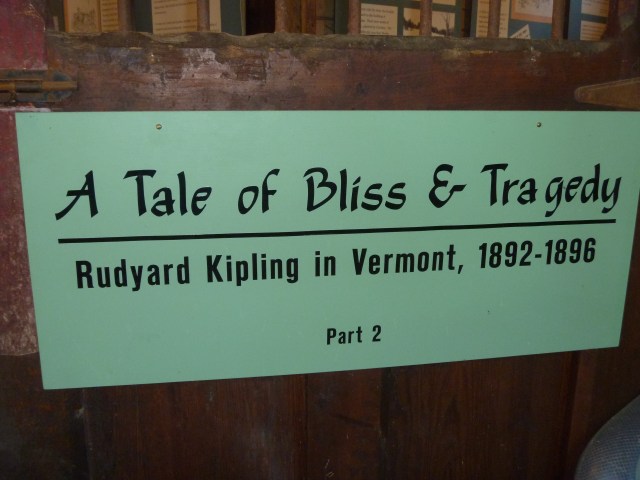 A Tale of Bliss & Tragedy
Rudyard Kipling in Vermont, 1892-1896
Part 2